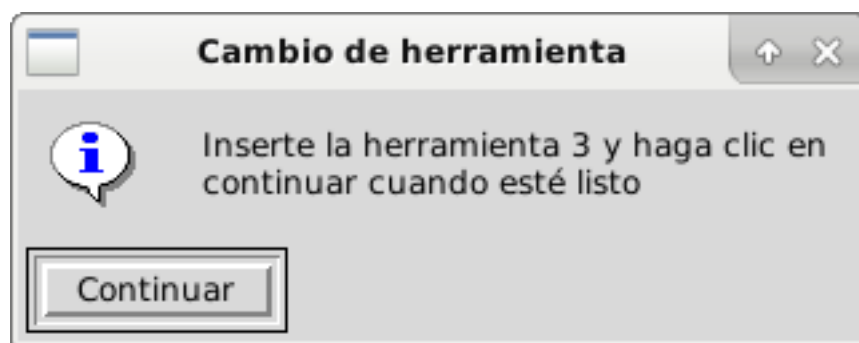 Cambio de herramienta
Inserte la herramienta 3 y haga clic en
continuar cuando esté listo
Continuar